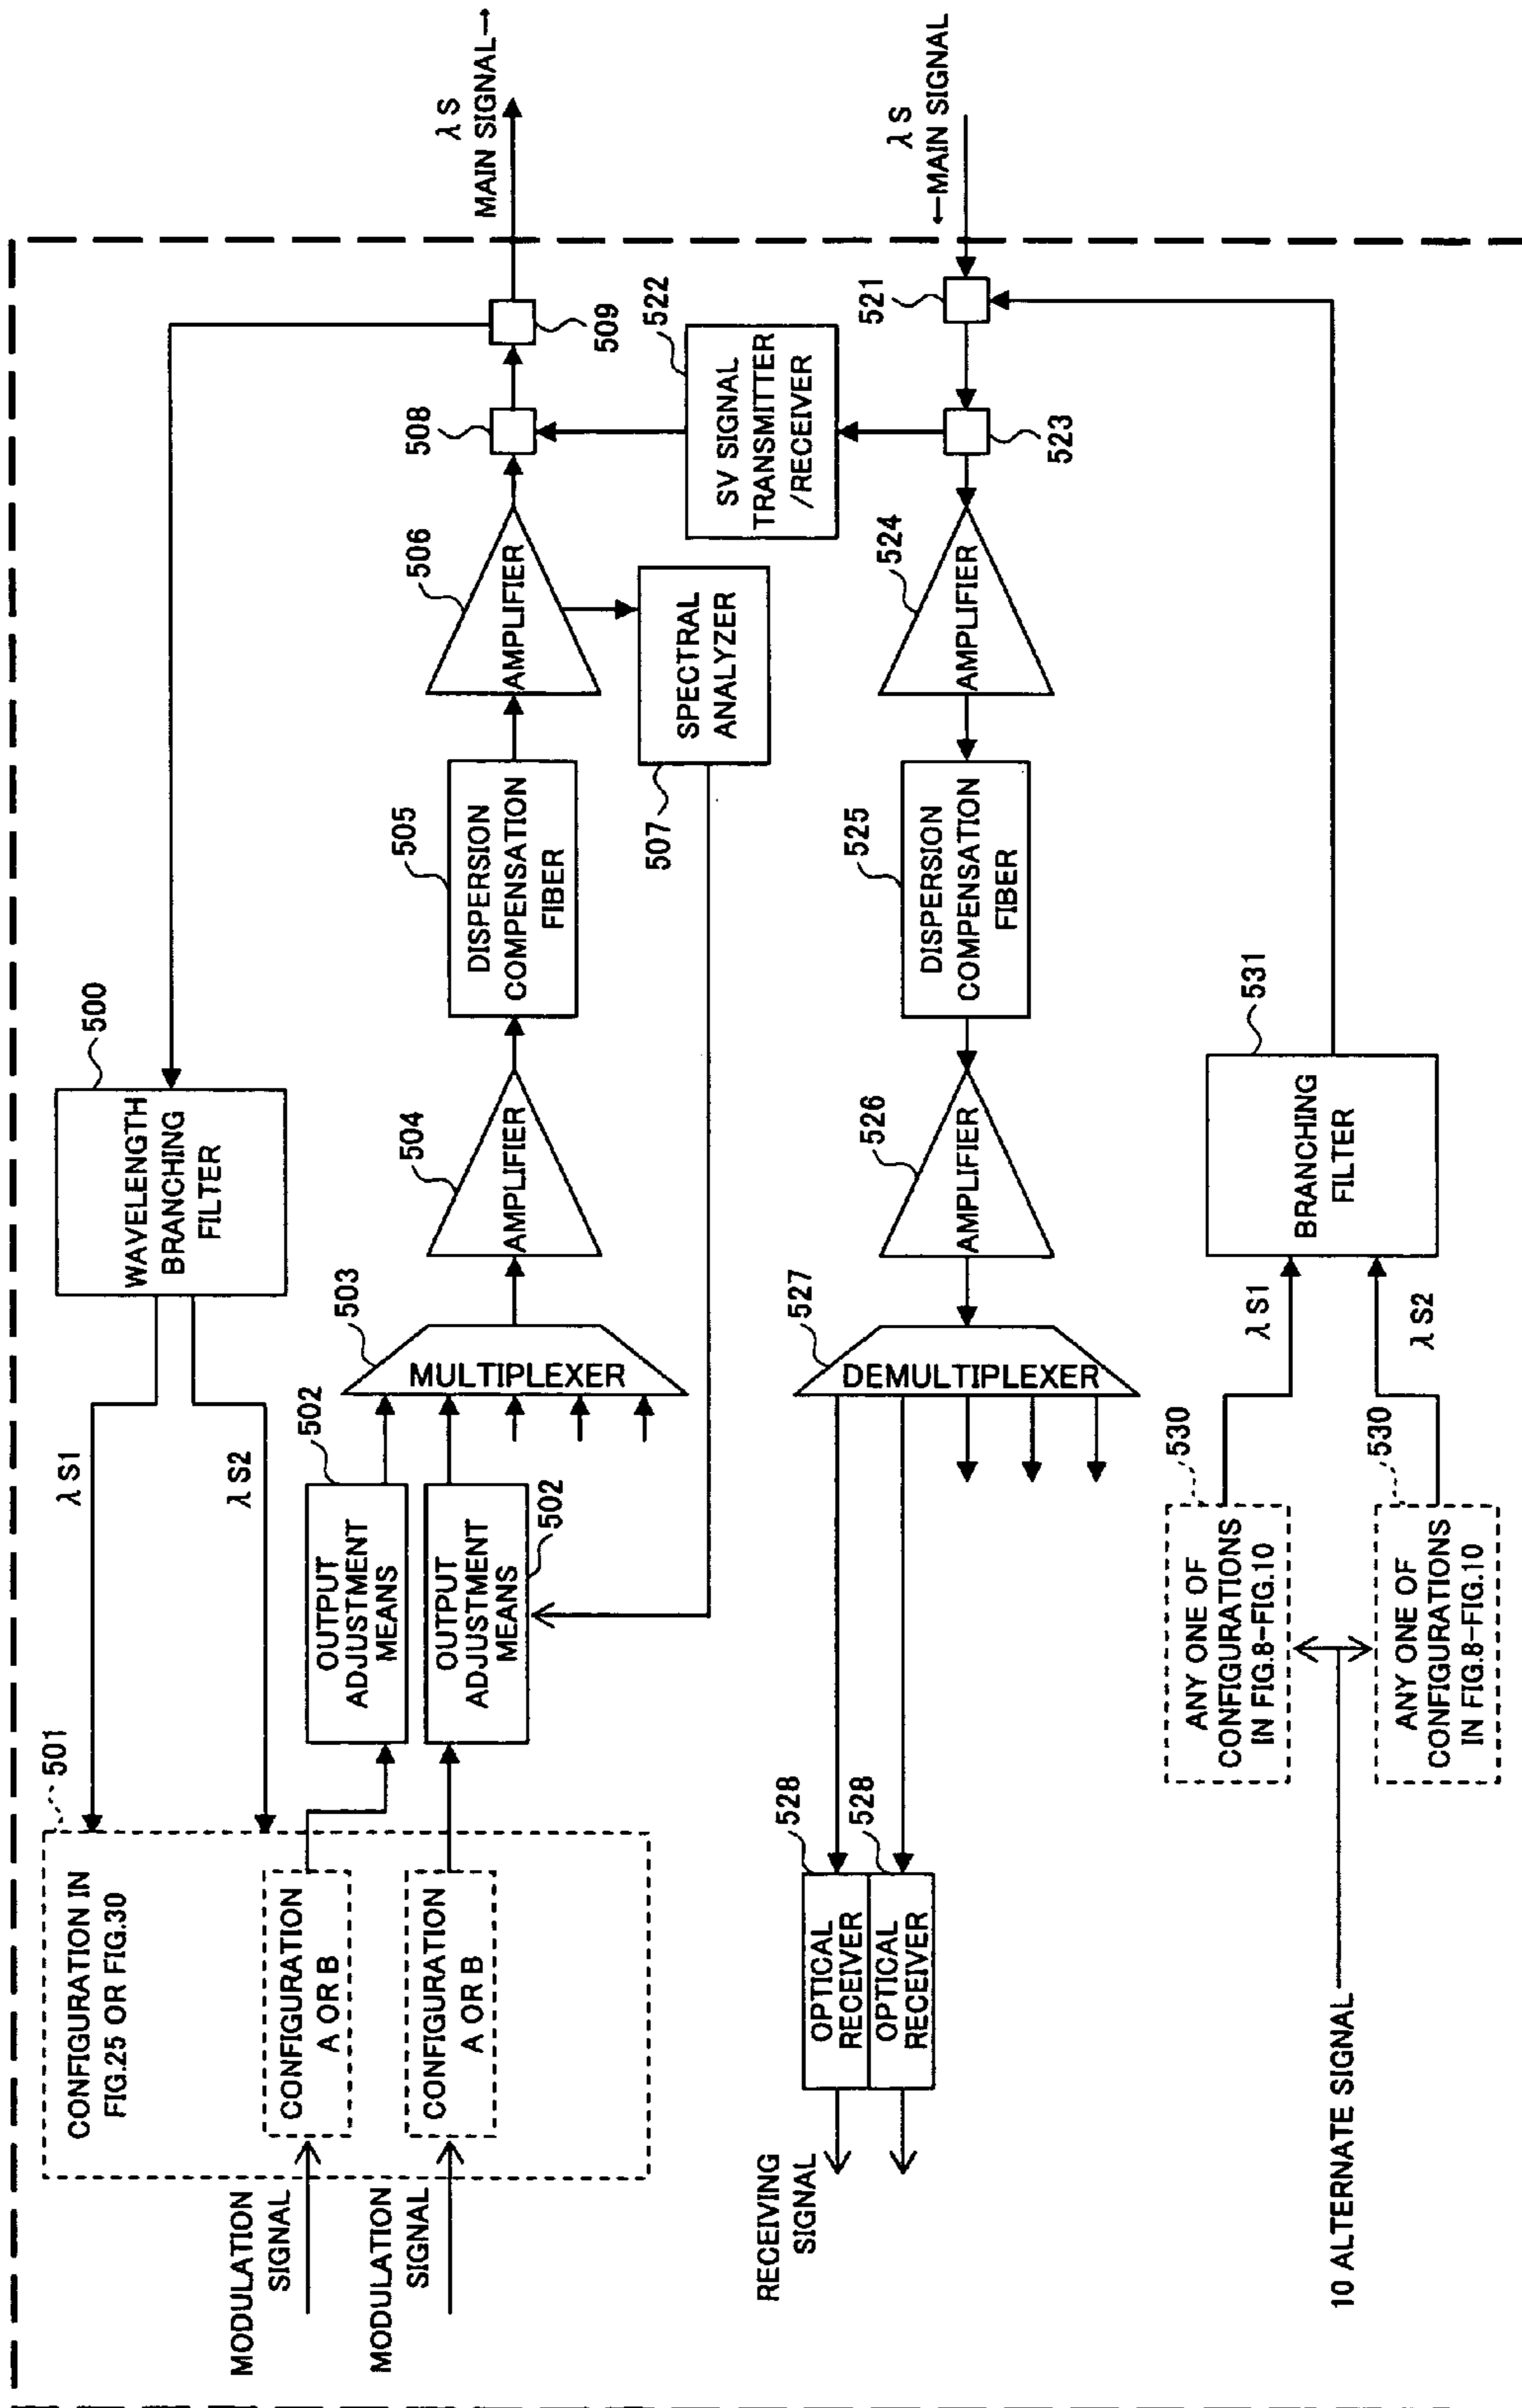 CONFIGURATION IN
FIG.25 OR FIG.30
501
λS1
λS2
WAVELENGTH
BRANCHING
FILTER
500
MODULATION
SIGNAL
MODULATION
SIGNAL
CONFIGURATION
A OR B
CONFIGURATION
A OR B
OUTPUT
ADJUSTMENT
MEANS
502
OUTPUT
ADJUSTMENT
MEANS
502
MULTIPLEXER
503
AMPLIFIER
504
DISPERSION
COMPENSATION
FIBER
505
AMPLIFIER
506
SPECTRAL
ANALYZER
507
508
509
λS
MAIN SIGNAL→
SV SIGNAL
TRANSMITTER
/RECEIVER
522
λS
←MAIN SIGNAL
521
523
AMPLIFIER
524
DISPERSION
COMPENSATION
FIBER
525
AMPLIFIER
526
DEMULTIPLEXER
527
OPTICAL
RECEIVER
528
OPTICAL
RECEIVER
528
RECEIVING
SIGNAL
10 ALTERNATE SIGNAL
ANY ONE OF
CONFIGURATIONS
IN FIG.8-FIG.10
530
ANY ONE OF
CONFIGURATIONS
IN FIG.8-FIG.10
530
λS1
λS2
BRANCHING
FILTER
531